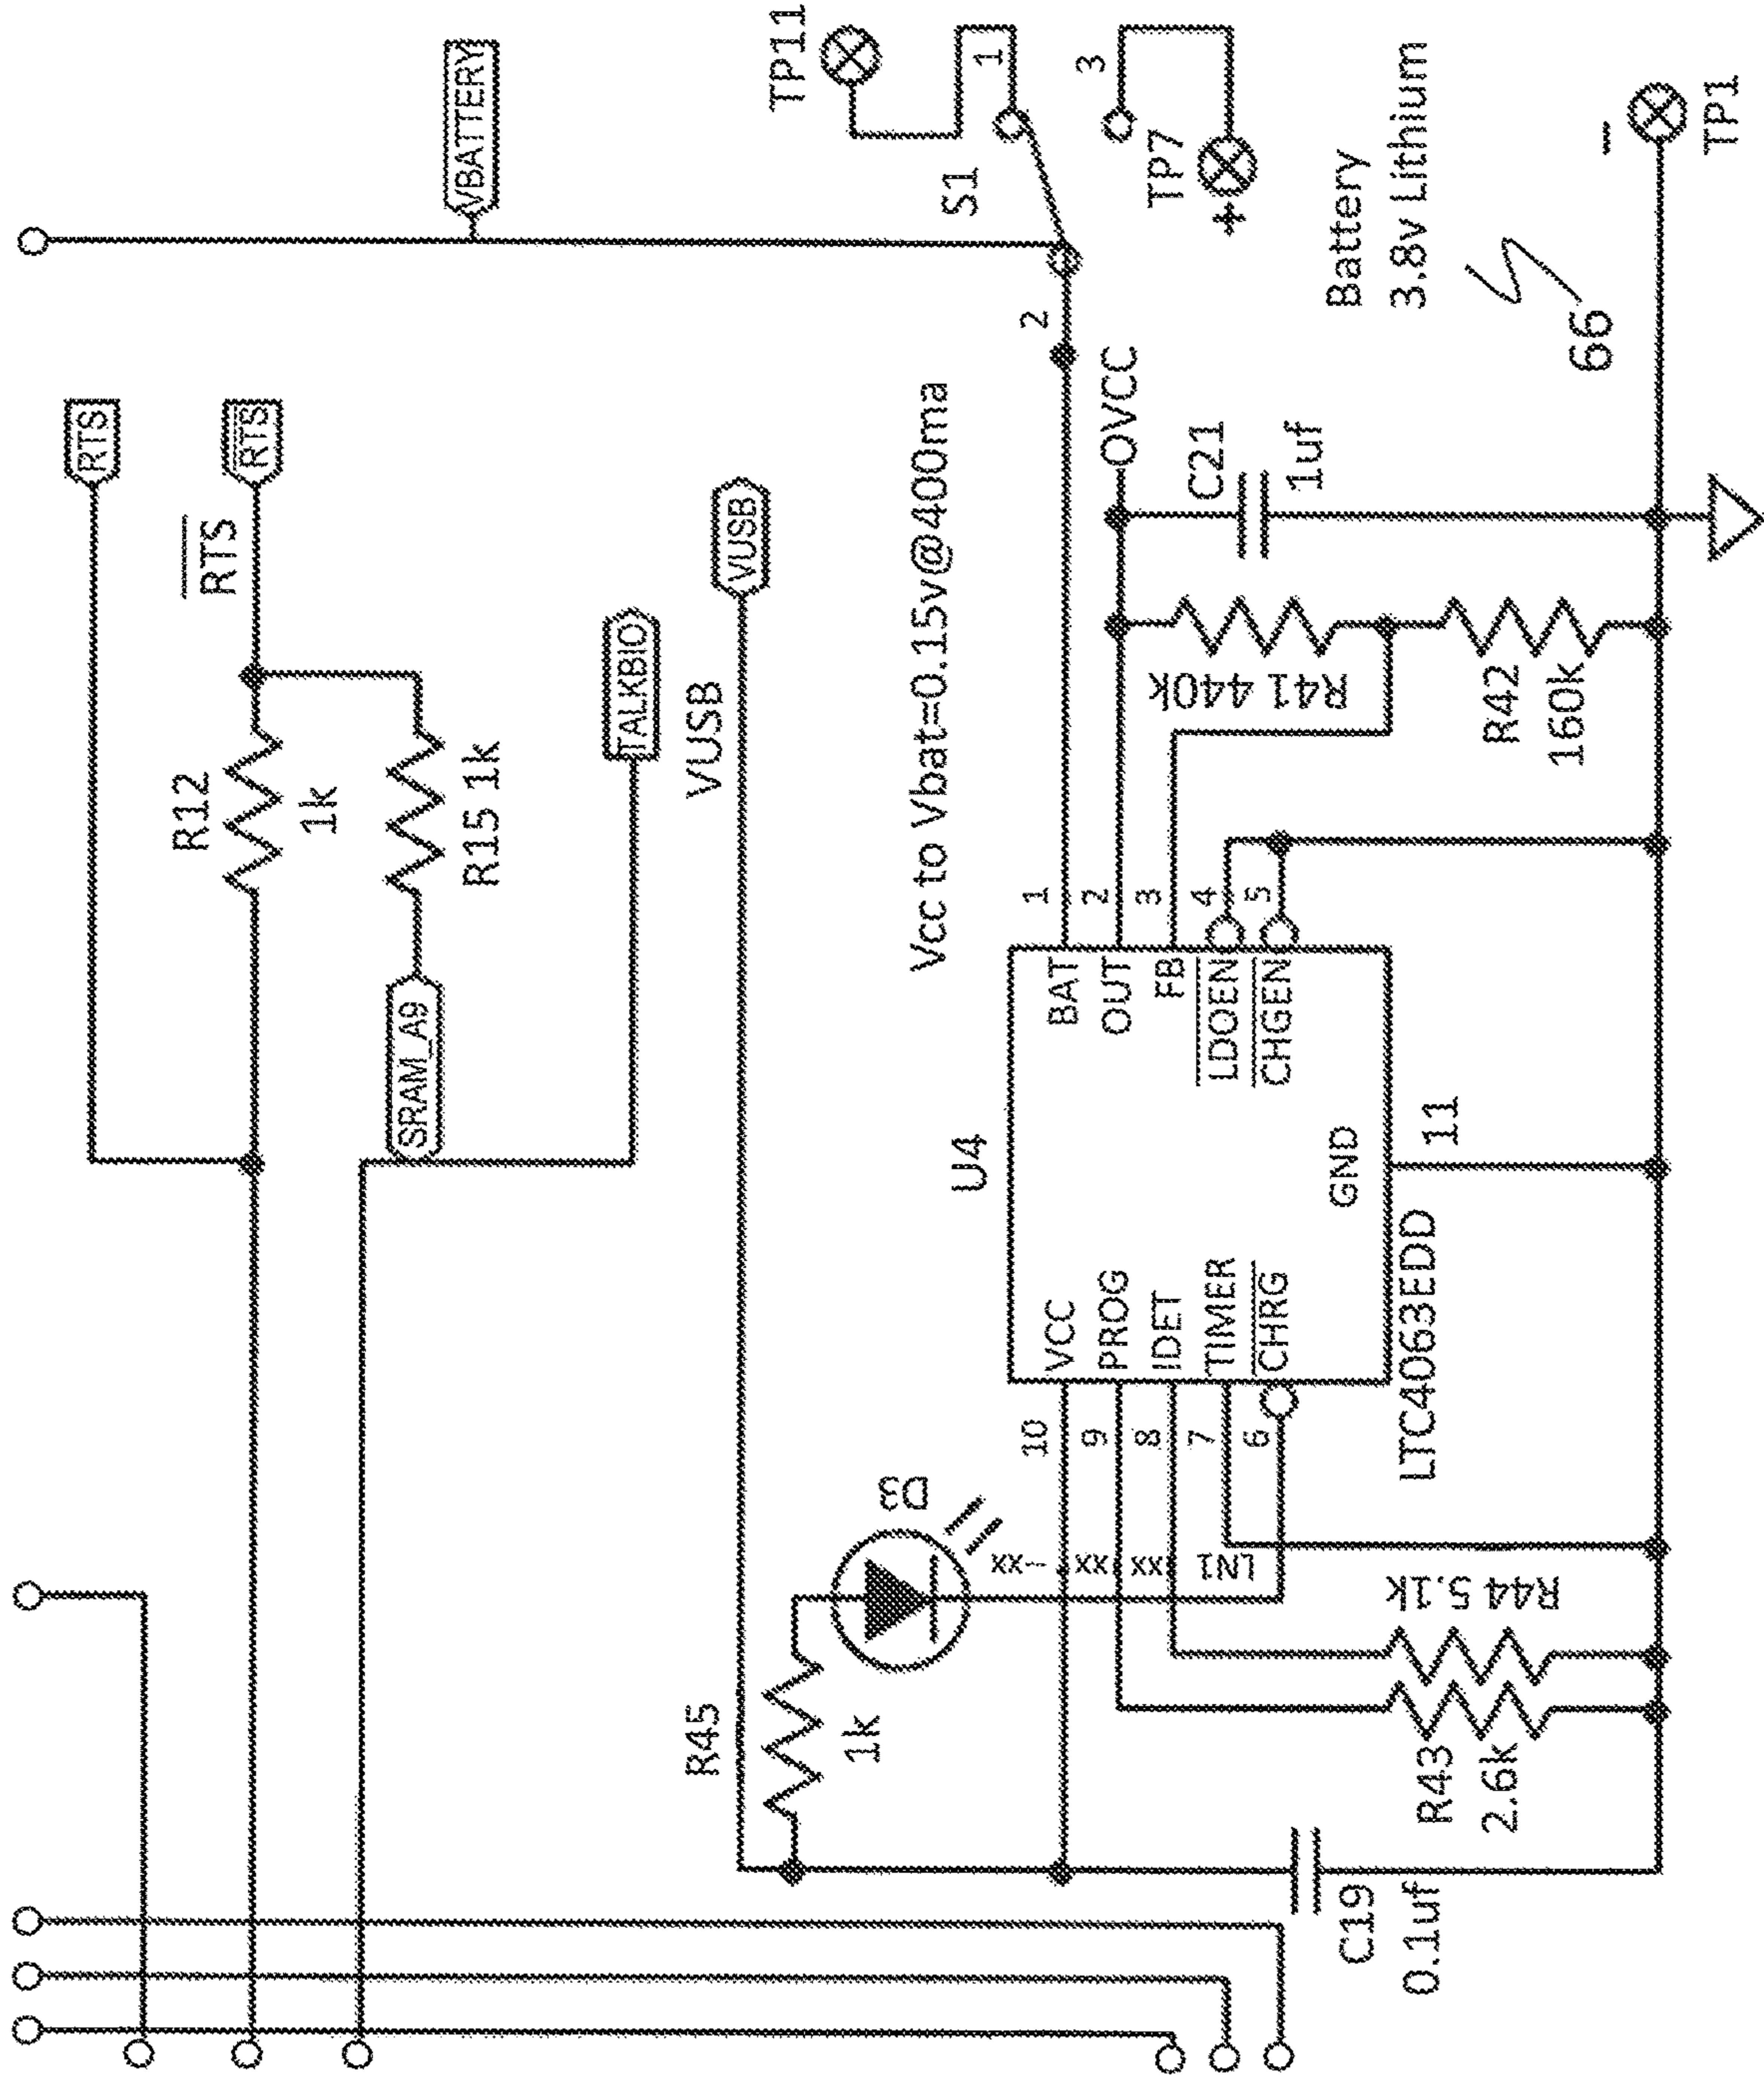 RTS
RTS
RTS
R12
1k
R15 1k
SRAM_A9
TALKBIO
VUSB
VUSB
VBATTERY
TP11
S1
1
3
2
TP7
+
Battery
3.8v Lithium
66
-
TP1
Vcc to Vbat=0.15v@400ma
OVCC
C21
1uf
R41 440k
R42
160k
U4
1
2
3
4
5
BAT
OUT
FB
LDOEN
CHGEN
GND
11
VCC
PROG
IDET
TIMER
CHRG
10
9
8
7
6
LTC4063EDD
D3
LN1
R45
1k
R44 5.1k
R43
2.6k
C19
0.1uf